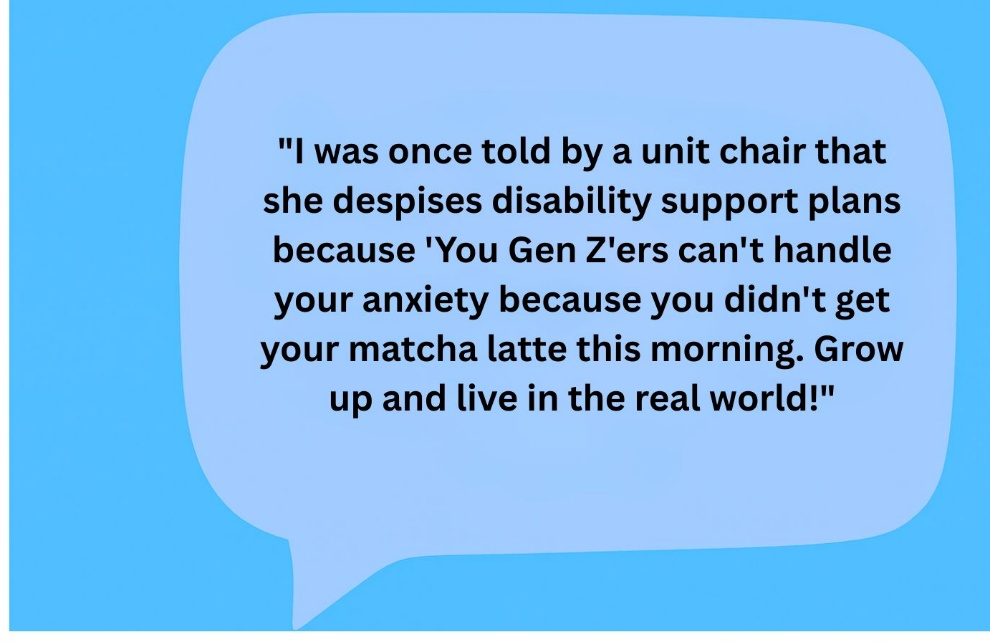 "I was once told by a unit chair that
she despises disability support plans
because 'You Gen Z'ers can't handle
your anxiety because you didn't get
your matcha latte this morning. Grow
up and live in the real world!"